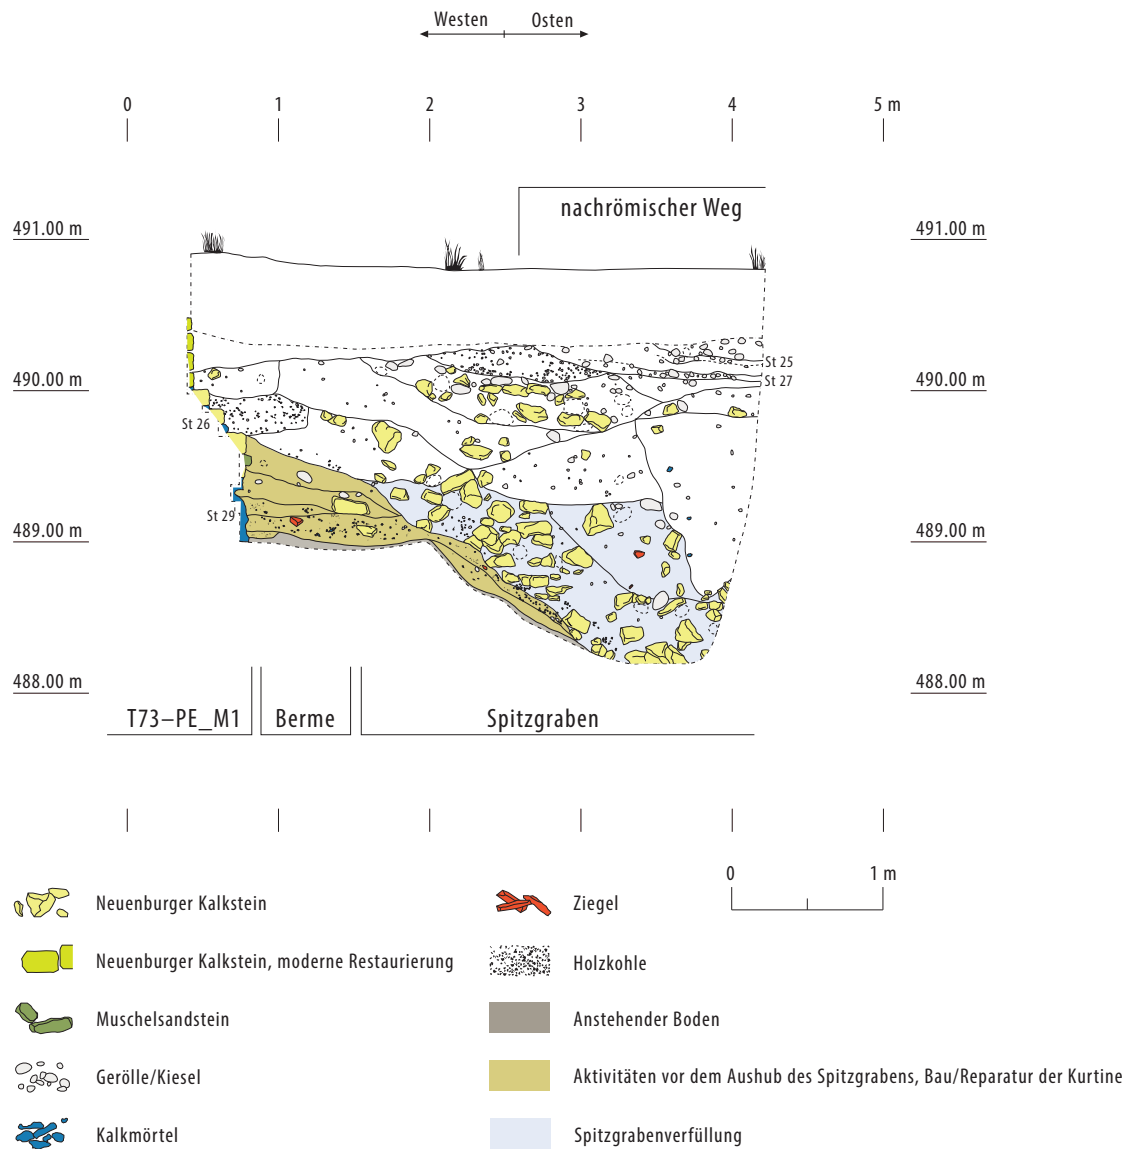 Westen Osten
0 1 2 3 4 5 m
nachrömischer Weg
491.00 m 491.00 m
St 25
St 27
490.00 m 490.00 m
St 26
St 29
489.00 m 489.00 m
488.00 m 488.00 m
T73–PE_M1 Berme Spitzgraben
0 1 m
Neuenburger Kalkstein
Neuenburger Kalkstein, moderne Restaurierung
Muschelsandstein
Gerölle/Kiesel
Kalkmörtel
Ziegel
Holzkohle
Anstehender Boden
Aktivitäten vor dem Aushub des Spitzgrabens, Bau/Reparatur der Kurtine
Spitzgrabenverfüllung